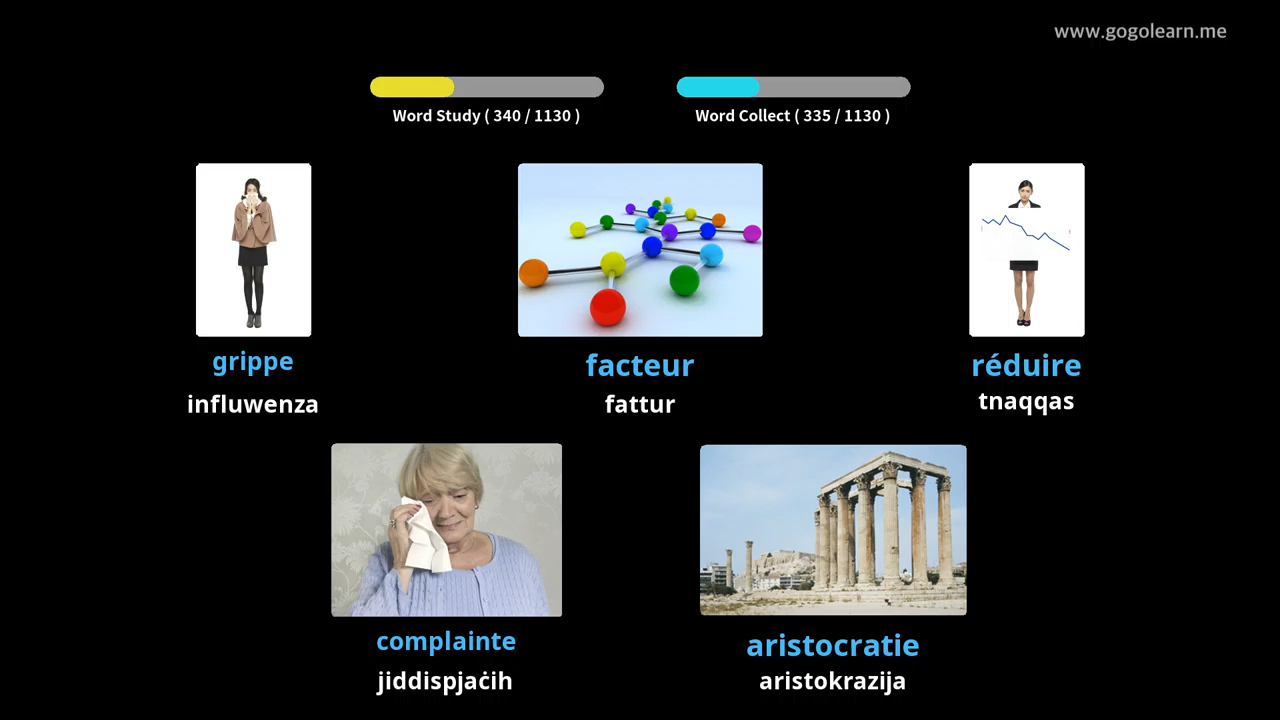 www.gogolearn.me
Word Study ( 340 / 1130 )
Word Collect ( 335 / 1130 )
grippe
influwenza
facteur
fattur
réduire
tnaqqas
complainte
jiddispjaċih
aristocratie
aristokrazija